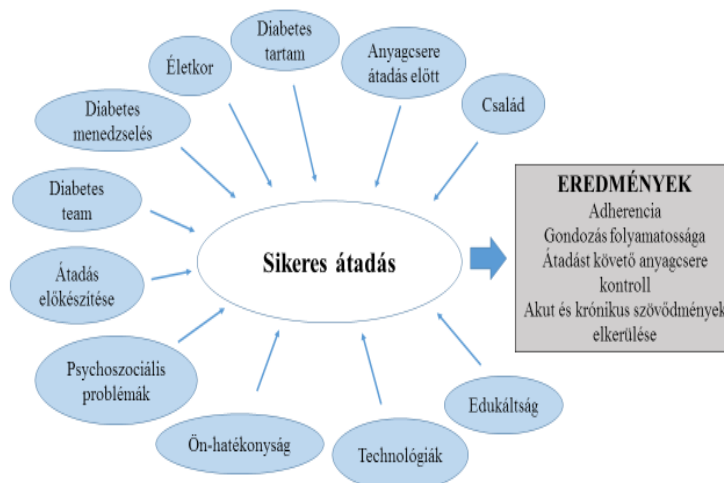 Diabetes
tartam
Életkor
Anyagcsere
átadás előtt
Család
Diabetes
menedzselés
Diabetes
team
Átadás
előkészítése
Psychoszociális
problémák
Ön-hatékonyság
Technológiák
Edukáltság
Sikeres átadás
EREDMÉNYEK
Adherencia
Gondozás folyamatossága
Átadást követő anyagcsere
kontroll
Akut és krónikus szövődmények
elkerülése